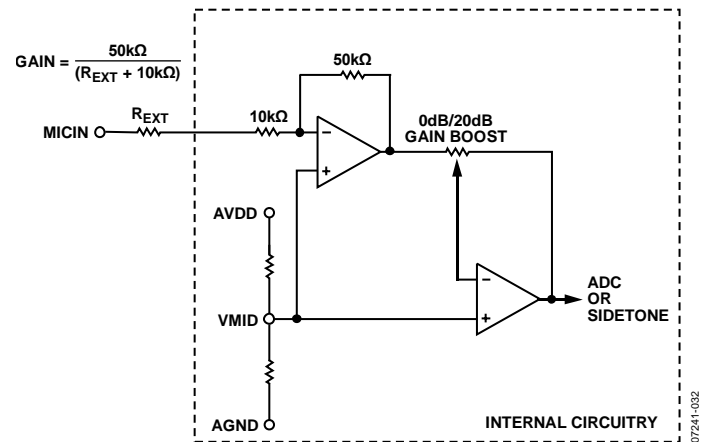 GAIN = 50kΩ / (REXT + 10kΩ)
50kΩ
MICIN
REXT
10kΩ
0dB/20dB
GAIN BOOST
AVDD
VMID
AGND
ADC
OR
SIDETONE
INTERNAL CIRCUITRY
07241-032